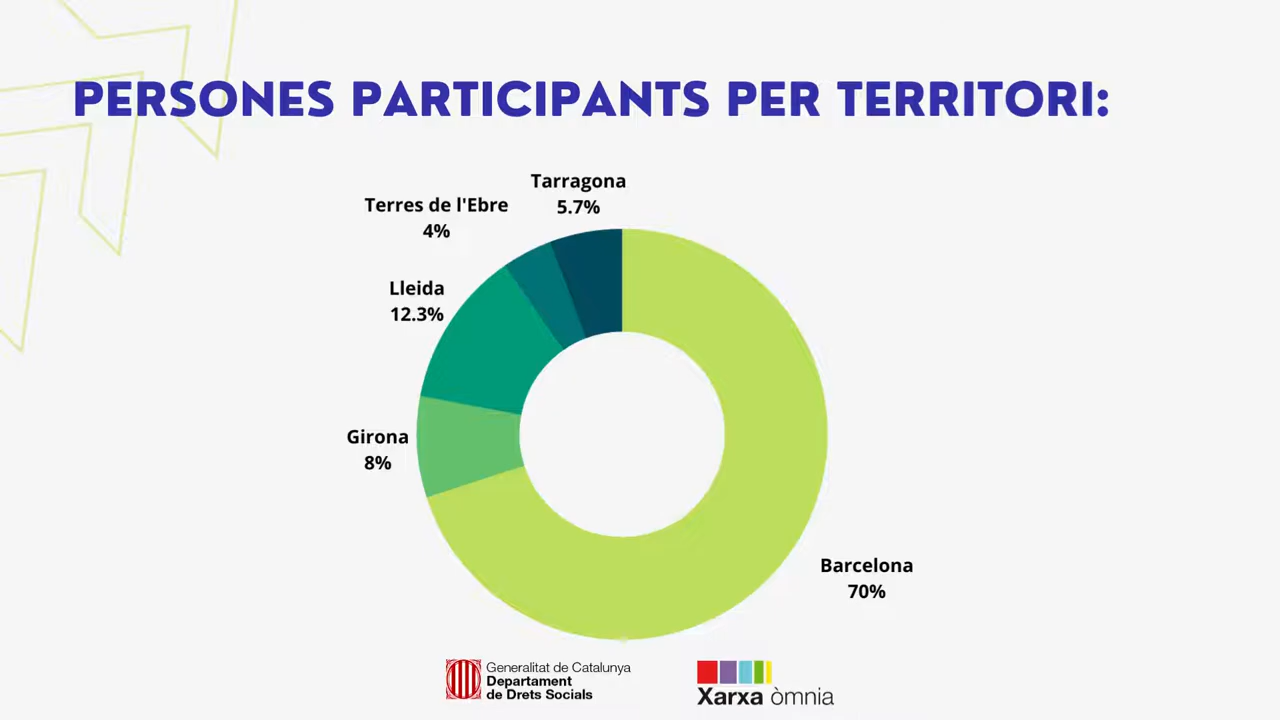 PERSONES PARTICIPANTS PER TERRITORI:
Tarragona
5.7%
Terres de l'Ebre
4%
Lleida
12.3%
Girona
8%
Barcelona
70%
Generalitat de Catalunya
Departament
de Drets Socials
Xarxa òmnia